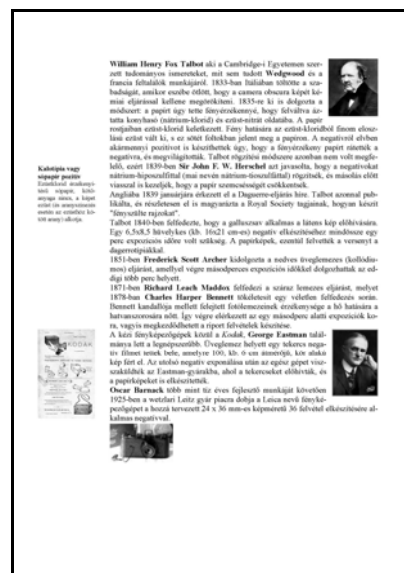 William Henry Fox Talbot aki a Cambridge-i Egyetemen szer-
zett tudományos ismereteket, mit sem tudott Wedgwood és a
francia feltalálók munkájáról. 1833-ban Itáliában töltötte a sza-
badságát, amikor eszébe ötlött, hogy a camera obscura képét ké-
miai eljárással kellene megörökíteni. 1835-re ki is dolgozta a
módszert: a papírt úgy tette fényérzékennyé, hogy felváltva áz-
tatta konyhasó (nátrium-klorid) és ezüst-nitrát oldatába. A papír
rostjaiban ezüst-klorid keletkezett. Fény hatására az ezüst-kloridból finom elosz-
lású ezüst vált ki, s ez sötét foltokban jelent meg a papíron. A negatívról elvben
akármennyi pozitívot is készíthettek úgy, hogy a fényérzékeny papírt rátették a
negatívra, és megvilágították. Talbot rögzítési módszere azonban nem volt megfe-
lelő, ezért 1839-ben Sir John F. W. Herschel azt javasolta, hogy a negatívokat
nátrium-hiposzulfittal (mai nevén nátrium-tioszulfáttal) rögzítsék, és másolás előtt
viasszal is kezeljék, hogy a papír szemcsésségét csökkentsék.
Angliába 1839 januárjára érkezett el a Daguerre-eljárás híre. Talbot azonnal pub-
likálta, és részletesen el is magyarázta a Royal Society tagjainak, hogyan készít
"fényszülte rajzokat".
Talbot 1840-ben felfedezte, hogy a galluszsav alkalmas a látens kép előhívására.
Egy 6,5x8,5 hüvelykes (kb. 16x21 cm-es) negatív elkészítéséhez mindössze egy
perc expozíciós időre volt szükség. A papírképek, ezentúl felvették a versenyt a
dagerrotípiákkal.
1851-ben Frederick Scott Archer kidolgozta a nedves üveglemezes (kollódiu-
mos) eljárást, amellyel végre másodperces expozíciós időkkel dolgozhattak az ed-
digi több perc helyett.
1871-ben Richard Leach Maddox felfedezi a száraz lemezes eljárást, melyet
1878-ban Charles Harper Bennett tökéletesít egy véletlen felfedezés során.
Bennett kandallója mellett felejtett fotólemezeinek érzékenysége a hő hatására a
hatvanszorosára nőtt. Így végre elérkezett az egy másodperc alatti expozíciók ko-
ra, vagyis megkezdődhetett a riport felvételek készítése.
A kézi fényképezőgépek közül a Kodak, George Eastman talál-
mánya lett a legnépszerűbb. Üveglemez helyett egy tekercs nega-
tív filmet tettek bele, amelyre 100, kb. 6 cm átmérőjű, kör alakú
kép fért el. Az utolsó negatív exponálása után az egész gépet visz-
szaküldték az Eastman-gyárakba, ahol a tekercseket előhívták, és
a papírképeket is elkészítették.
Oscar Barnack több mint tíz éves fejlesztő munkáját követően
1925-ben a wetzlari Leitz gyár piacra dobja a Leica nevű fényké-
pezőgépet a hozzá tervezett 24 x 36 mm-es képméretű 36 felvétel elkészítésére al-
kalmas negatívval.
Kalotípia vagy
sópapír pozitív
KODAK